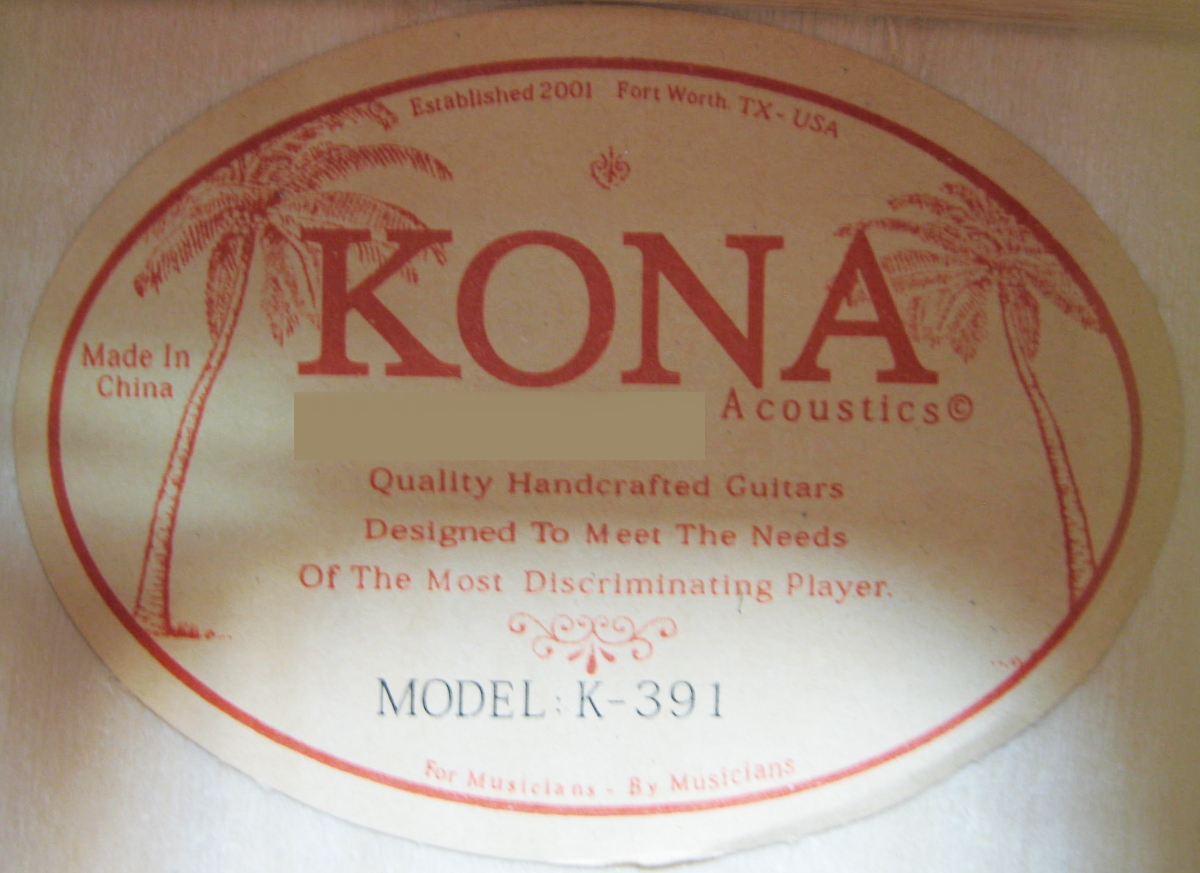 Established 2001 Fort Worth, TX - USA
KONA
Acoustics©
Made In
China
Quality Handcrafted Guitars
Designed To Meet The Needs
Of The Most Discriminating Player.
MODEL: K-391
For Musicians - By Musicians